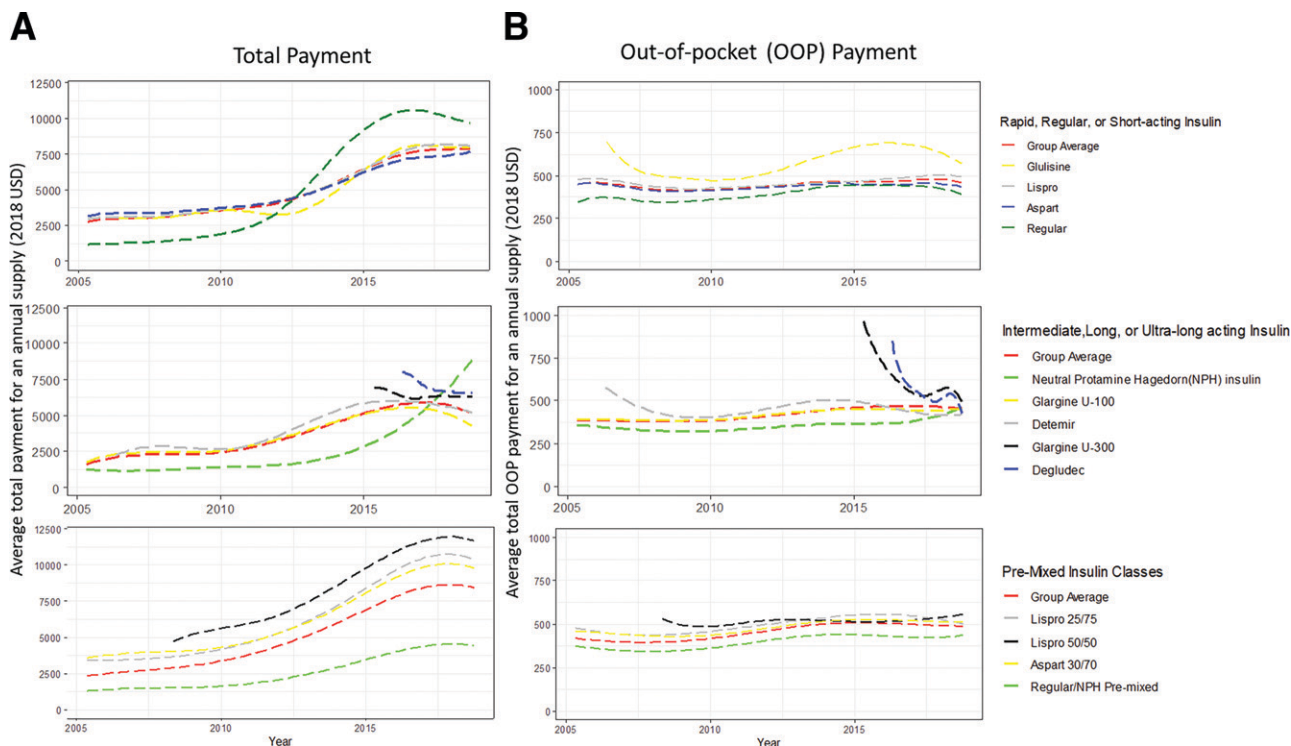 A
B
Total Payment
Out-of-pocket (OOP) Payment
Average total payment for an annual supply (2018 USD)
12500
10000
7500
5000
2500
0
2005
2010
2015
12500
10000
7500
5000
2500
0
2005
2010
2015
12500
10000
7500
5000
2500
0
2005
2010
2015
Year
Average total OOP payment for an annual supply (2018 USD)
1000
750
500
250
0
2005
2010
2015
1000
750
500
250
0
2005
2010
2015
1000
750
500
250
0
2005
2010
2015
Year
Rapid, Regular, or Short-acting Insulin
Group Average
Glulisine
Lispro
Aspart
Regular
Intermediate,Long, or Ultra-long acting Insulin
Group Average
Neutral Protamine Hagedorn(NPH) insulin
Glargine U-100
Detemir
Glargine U-300
Degludec
Pre-Mixed Insulin Classes
Group Average
Lispro 25/75
Lispro 50/50
Aspart 30/70
Regular/NPH Pre-mixed